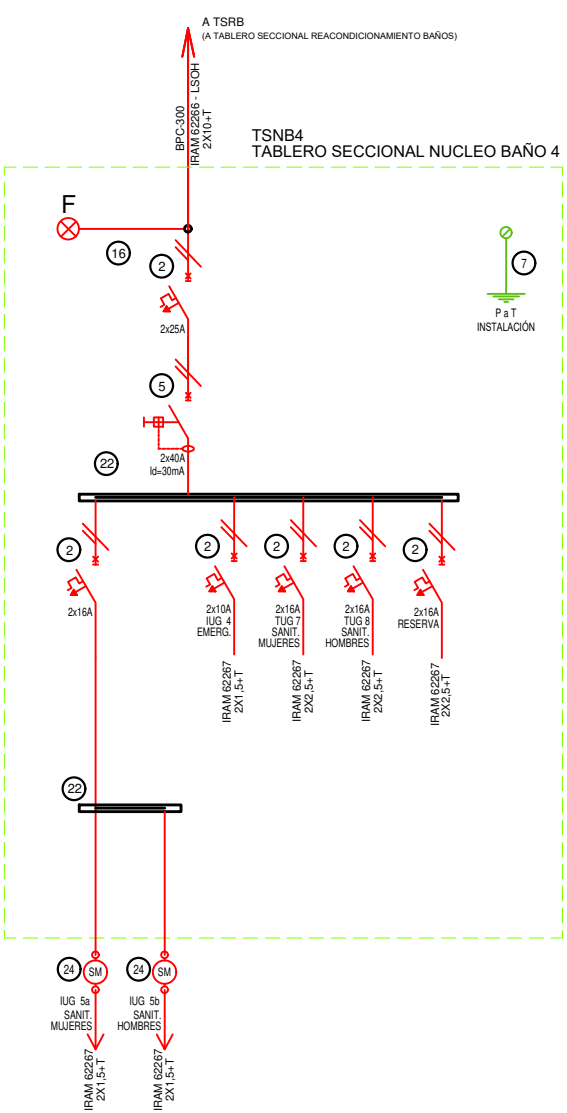 A TSRB
(A TABLERO SECCIONAL REACONDICIONAMIENTO BAÑOS)
BPC-300
IRAM 62266 - LSOH
2X10+T
TSNB4
TABLERO SECCIONAL NUCLEO BAÑO 4
F
16
2
7
2x25A
P a T
INSTALACIÓN
5
2x40A
Id=30mA
22
2
2
2
2
2
2x16A
2x10A
IUG 4
EMERG.
2x16A
TUG 7
SANIT.
MUJERES
2x16A
TUG 8
SANIT.
HOMBRES
2x16A
RESERVA
IRAM 62267
2X1,5+T
IRAM 62267
2X2,5+T
IRAM 62267
2X2,5+T
IRAM 62267
2X2,5+T
22
24
SM
24
SM
IUG 5a
SANIT.
MUJERES
IUG 5b
SANIT.
HOMBRES
IRAM 62267
2X1,5+T
IRAM 62267
2X1,5+T